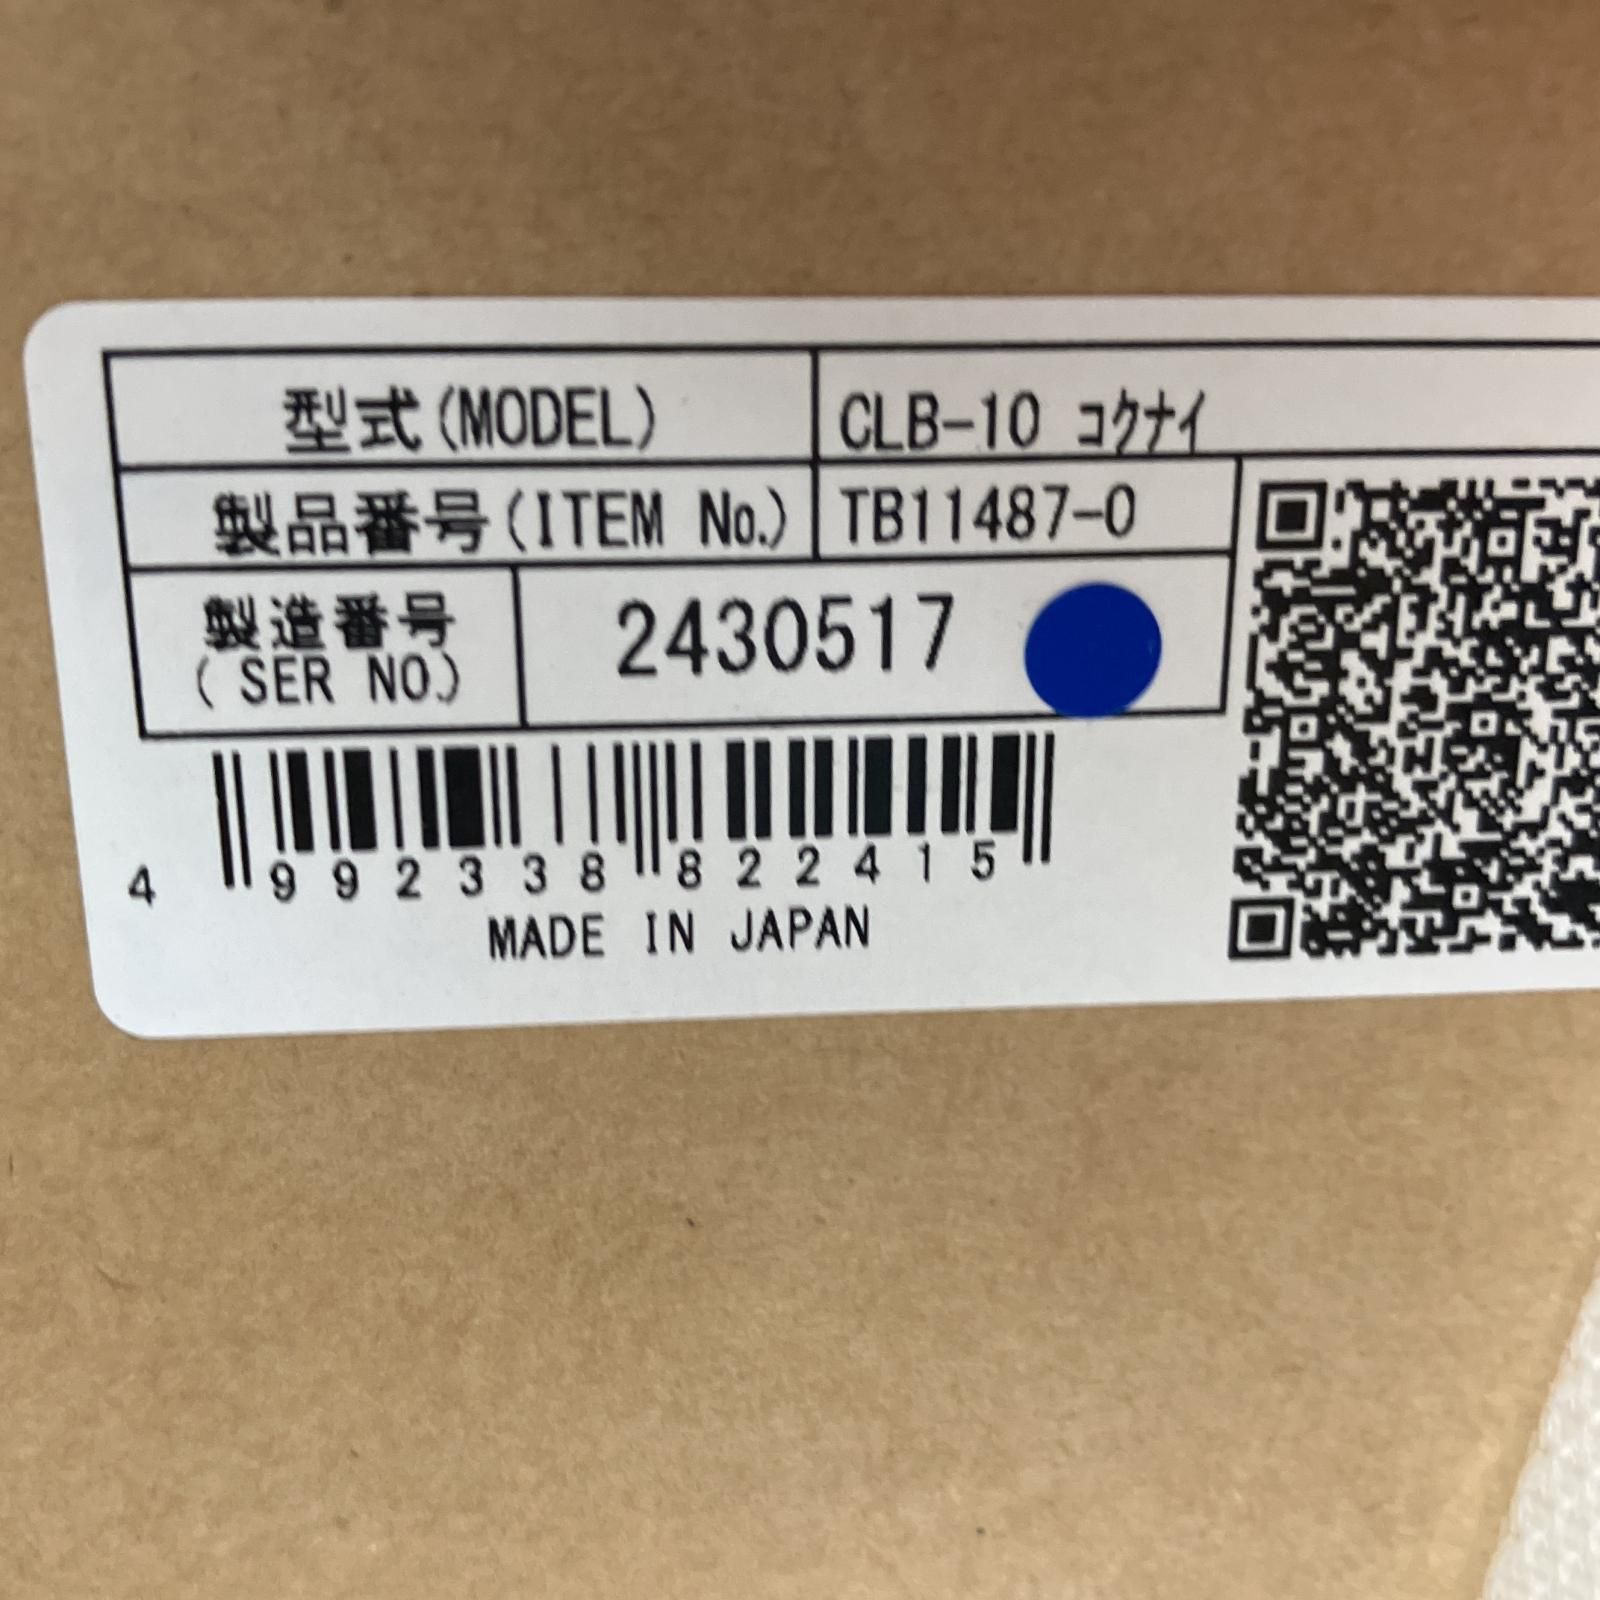 型式(MODEL) CLB-10 コクナイ
製品番号(ITEM No.) TB11487-0
製造番号
(SER NO.) 2430517
4 992338 822415
MADE IN JAPAN